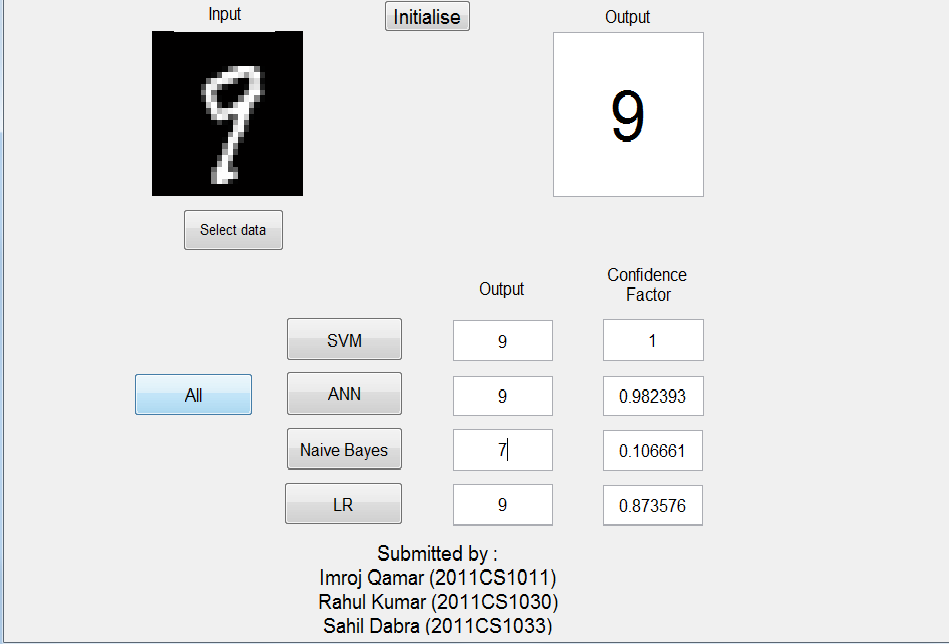 Input
Initialise
Output
9
9
Select data
Output
Confidence
Factor
SVM
9
1
All
ANN
9
0.982393
Naive Bayes
7
0.106661
LR
9
0.873576
Submitted by :
Imroj Qamar (2011CS1011)
Rahul Kumar (2011CS1030)
Sahil Dabra (2011CS1033)